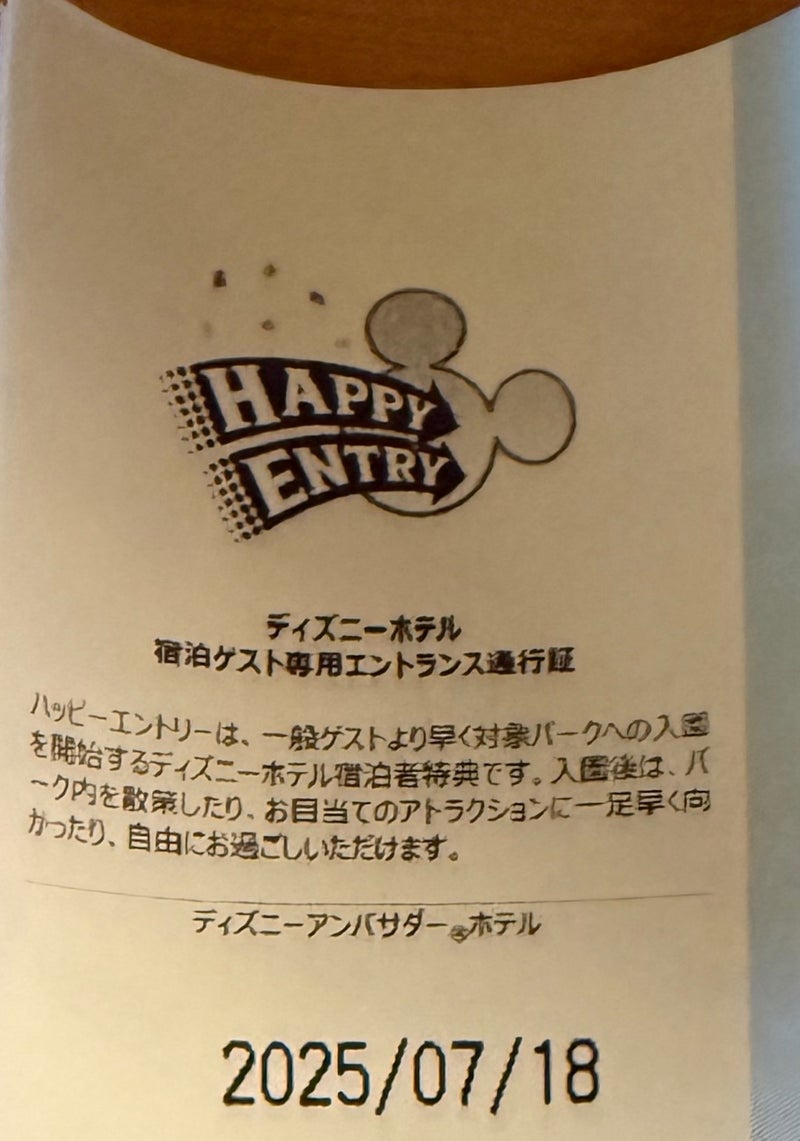 HAPPY
ENTRY
ディズニーホテル
宿泊ゲスト専用エントランス通行証
ハッピーエントリーは、一般ゲストより早く対象パークへの入園
を開始するディズニーホテル宿泊者特典です。入園後は、パ
ーク内を散策したり、お目当てのアトラクションに一足早く向
かったり、自由にお過ごしいただけます。
ディズニーアンバサダー®ホテル
2025/07/18